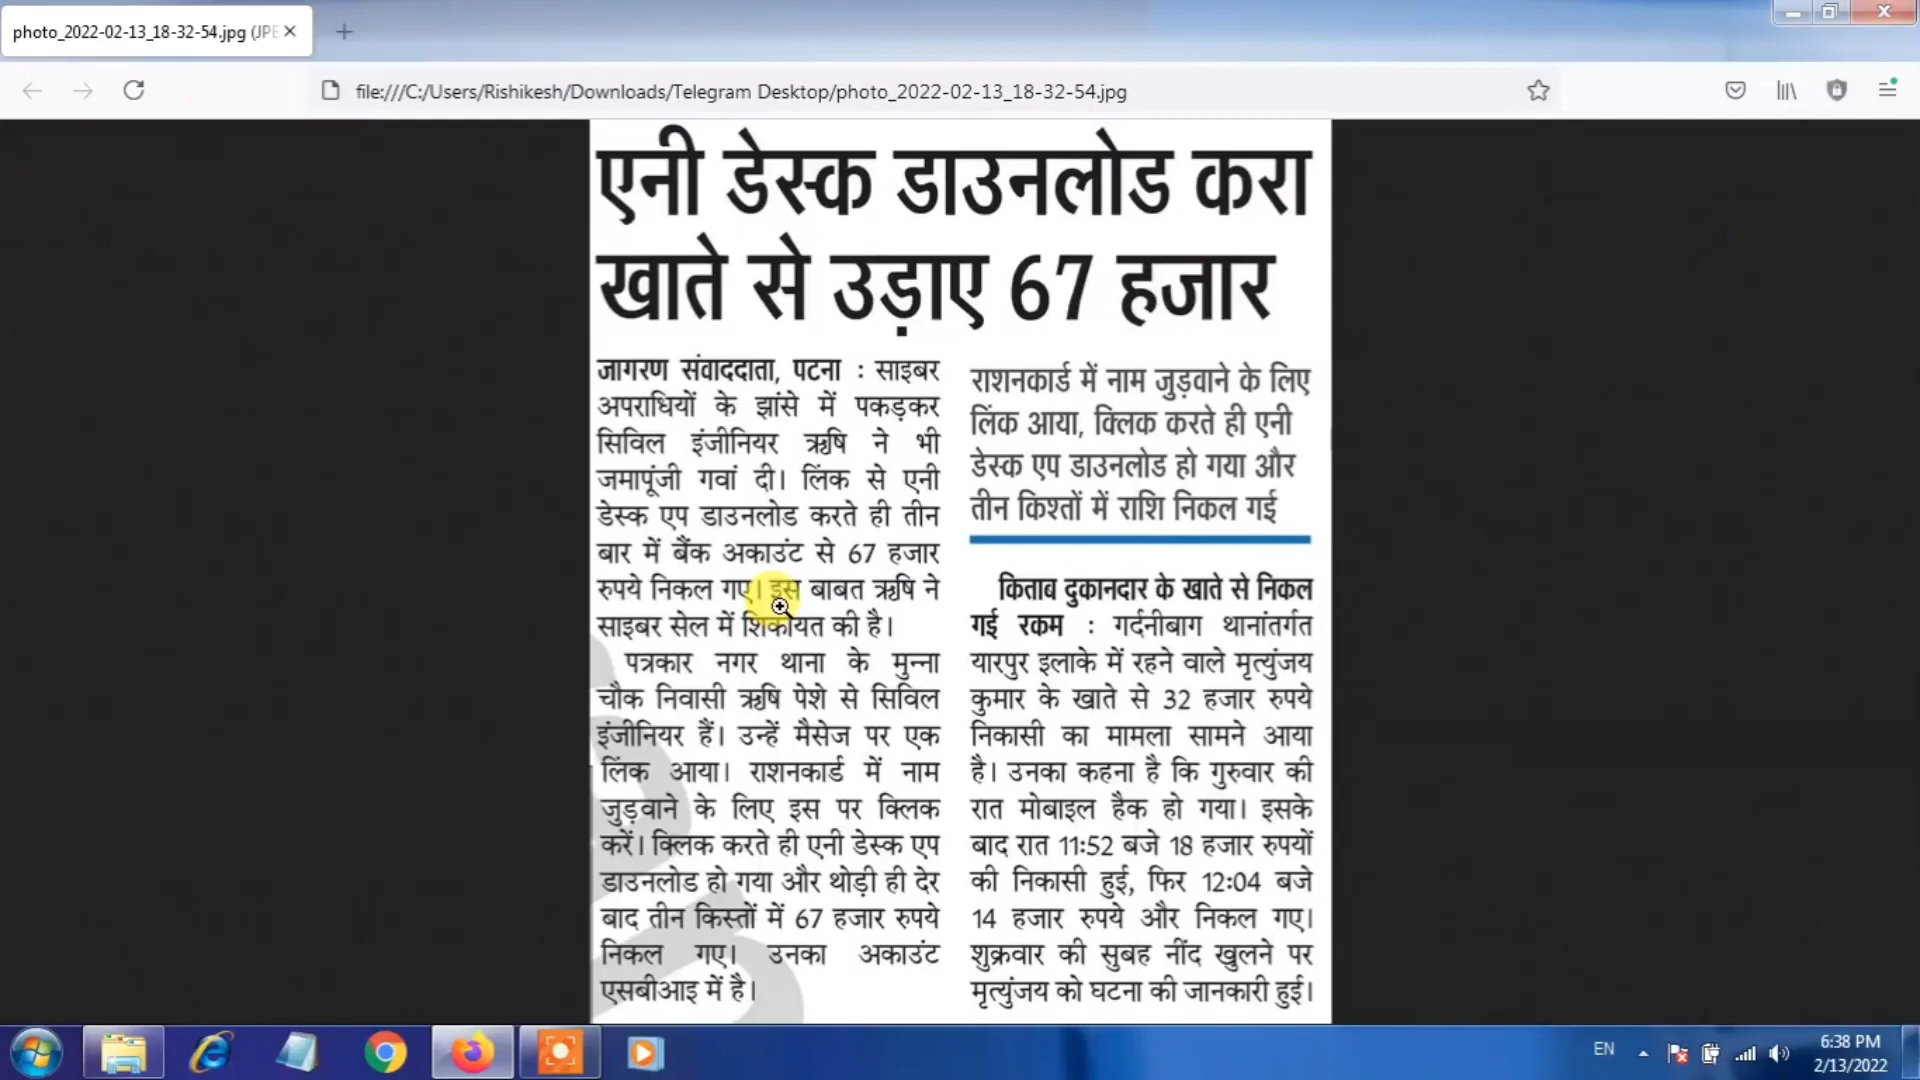 photo_2022-02-13_18-32-54.jpg (JPE
file:///C:/Users/Rishikesh/Downloads/Telegram Desktop/photo_2022-02-13_18-32-54.jpg
एनी डेस्क डाउनलोड करा
खाते से उड़ाए 67 हजार
जागरण संवाददाता, पटना : साइबर
अपराधियों के झांसे में पकड़कर
सिविल इंजीनियर ऋषि ने भी
जमापूंजी गवां दी। लिंक से एनी
डेस्क एप डाउनलोड करते ही तीन
बार में बैंक अकाउंट से 67 हजार
रुपये निकल गए। इस बाबत ऋषि ने
साइबर सेल में शिकायत की है।
पत्रकार नगर थाना के मुन्ना
चौक निवासी ऋषि पेशे से सिविल
इंजीनियर हैं। उन्हें मैसेज पर एक
लिंक आया। राशनकार्ड में नाम
जुड़वाने के लिए इस पर क्लिक
करें। क्लिक करते ही एनी डेस्क एप
डाउनलोड हो गया और थोड़ी ही देर
बाद तीन किस्तों में 67 हजार रुपये
निकल गए। उनका अकाउंट
एसबीआइ में है।
राशनकार्ड में नाम जुड़वाने के लिए
लिंक आया, क्लिक करते ही एनी
डेस्क एप डाउनलोड हो गया और
तीन किश्तों में राशि निकल गई
किताब दुकानदार के खाते से निकल
गई रकम : गर्दनीबाग थानांतर्गत
यारपुर इलाके में रहने वाले मृत्युंजय
कुमार के खाते से 32 हजार रुपये
निकासी का मामला सामने आया
है। उनका कहना है कि गुरुवार की
रात मोबाइल हैक हो गया। इसके
बाद रात 11:52 बजे 18 हजार रुपयों
की निकासी हुई, फिर 12:04 बजे
14 हजार रुपये और निकल गए।
शुक्रवार की सुबह नींद खुलने पर
मृत्युंजय को घटना की जानकारी हुई।
EN
6:38 PM
2/13/2022